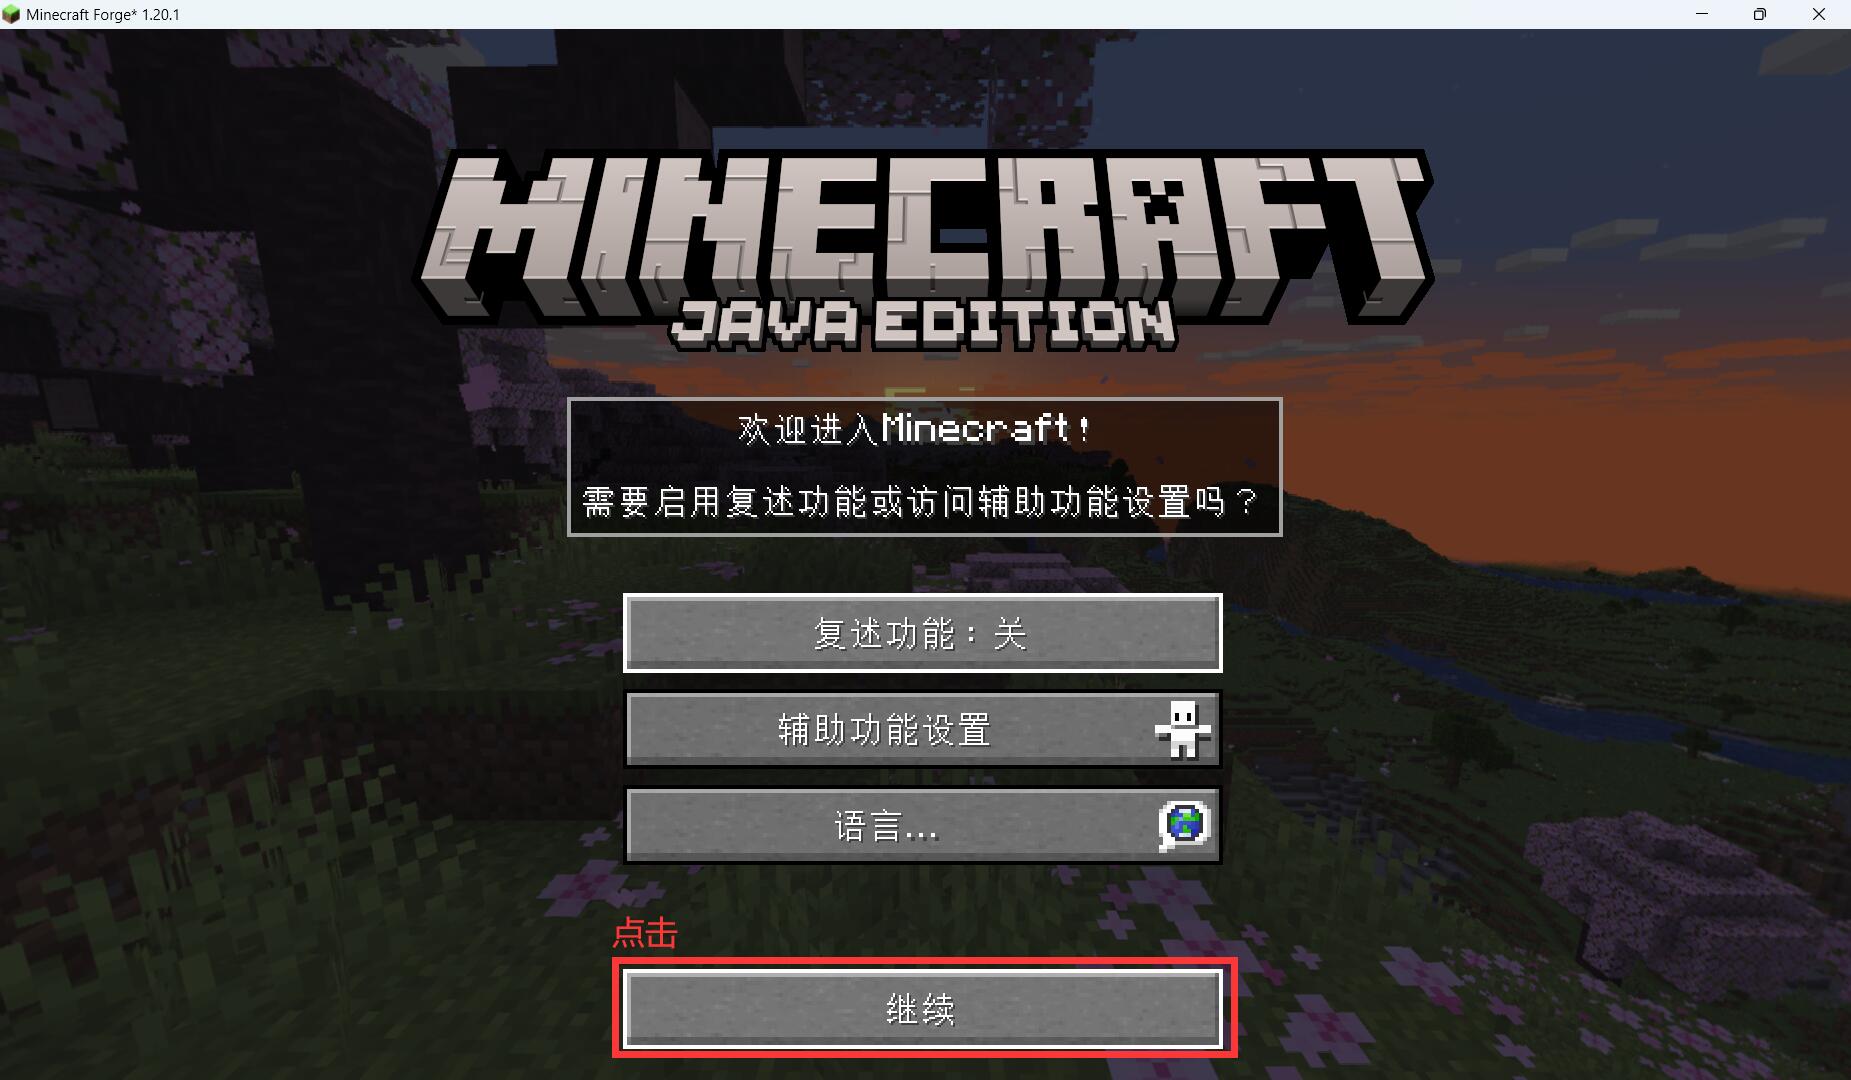 Minecraft Forge* 1.20.1
MINECRAFT
JAVA EDITION
欢迎进入Minecraft!
需要启用复述功能或访问辅助功能设置吗？
复述功能：关
辅助功能设置
语言...
点击
继续